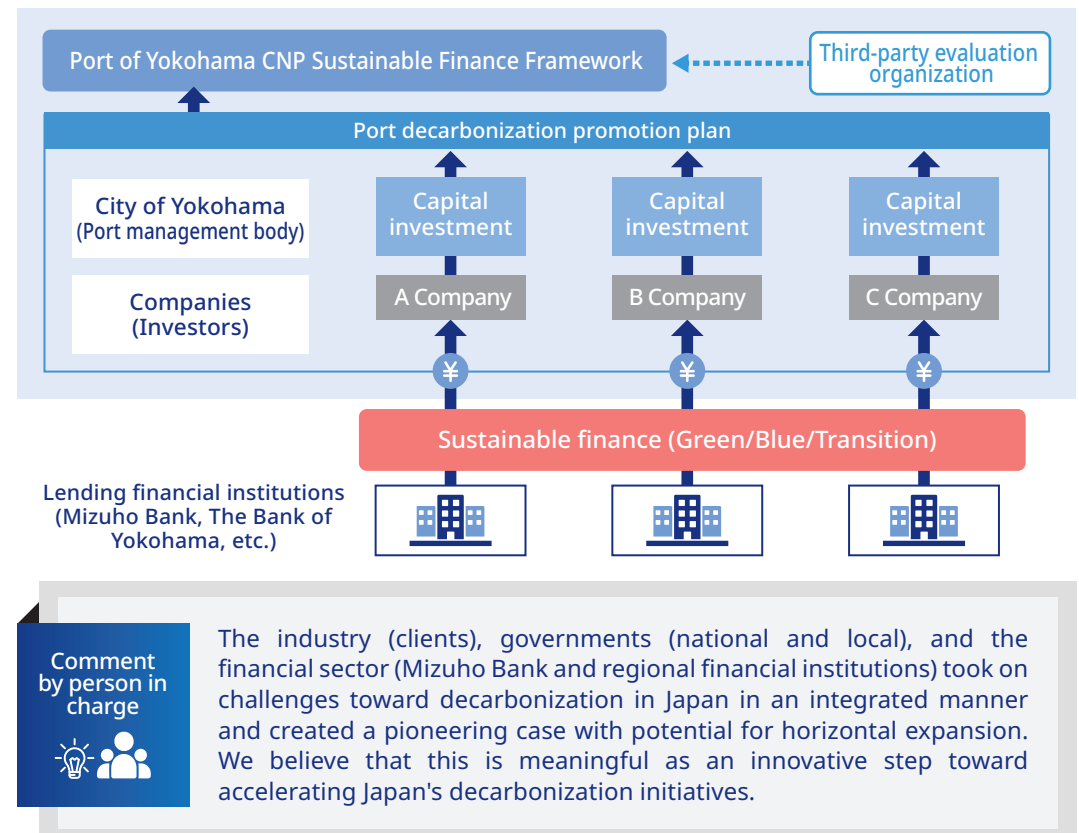 Port of Yokohama CNP Sustainable Finance Framework
Third-party evaluation
organization
Port decarbonization promotion plan
City of Yokohama
(Port management body)
Capital
investment
Capital
investment
Capital
investment
Companies
(Investors)
A Company
B Company
C Company
¥
¥
¥
Sustainable finance (Green/Blue/Transition)
Lending financial institutions
(Mizuho Bank, The Bank of
Yokohama, etc.)
Comment
by person in
charge
The industry (clients), governments (national and local), and the
financial sector (Mizuho Bank and regional financial institutions) took on
challenges toward decarbonization in Japan in an integrated manner
and created a pioneering case with potential for horizontal expansion.
We believe that this is meaningful as an innovative step toward
accelerating Japan's decarbonization initiatives.